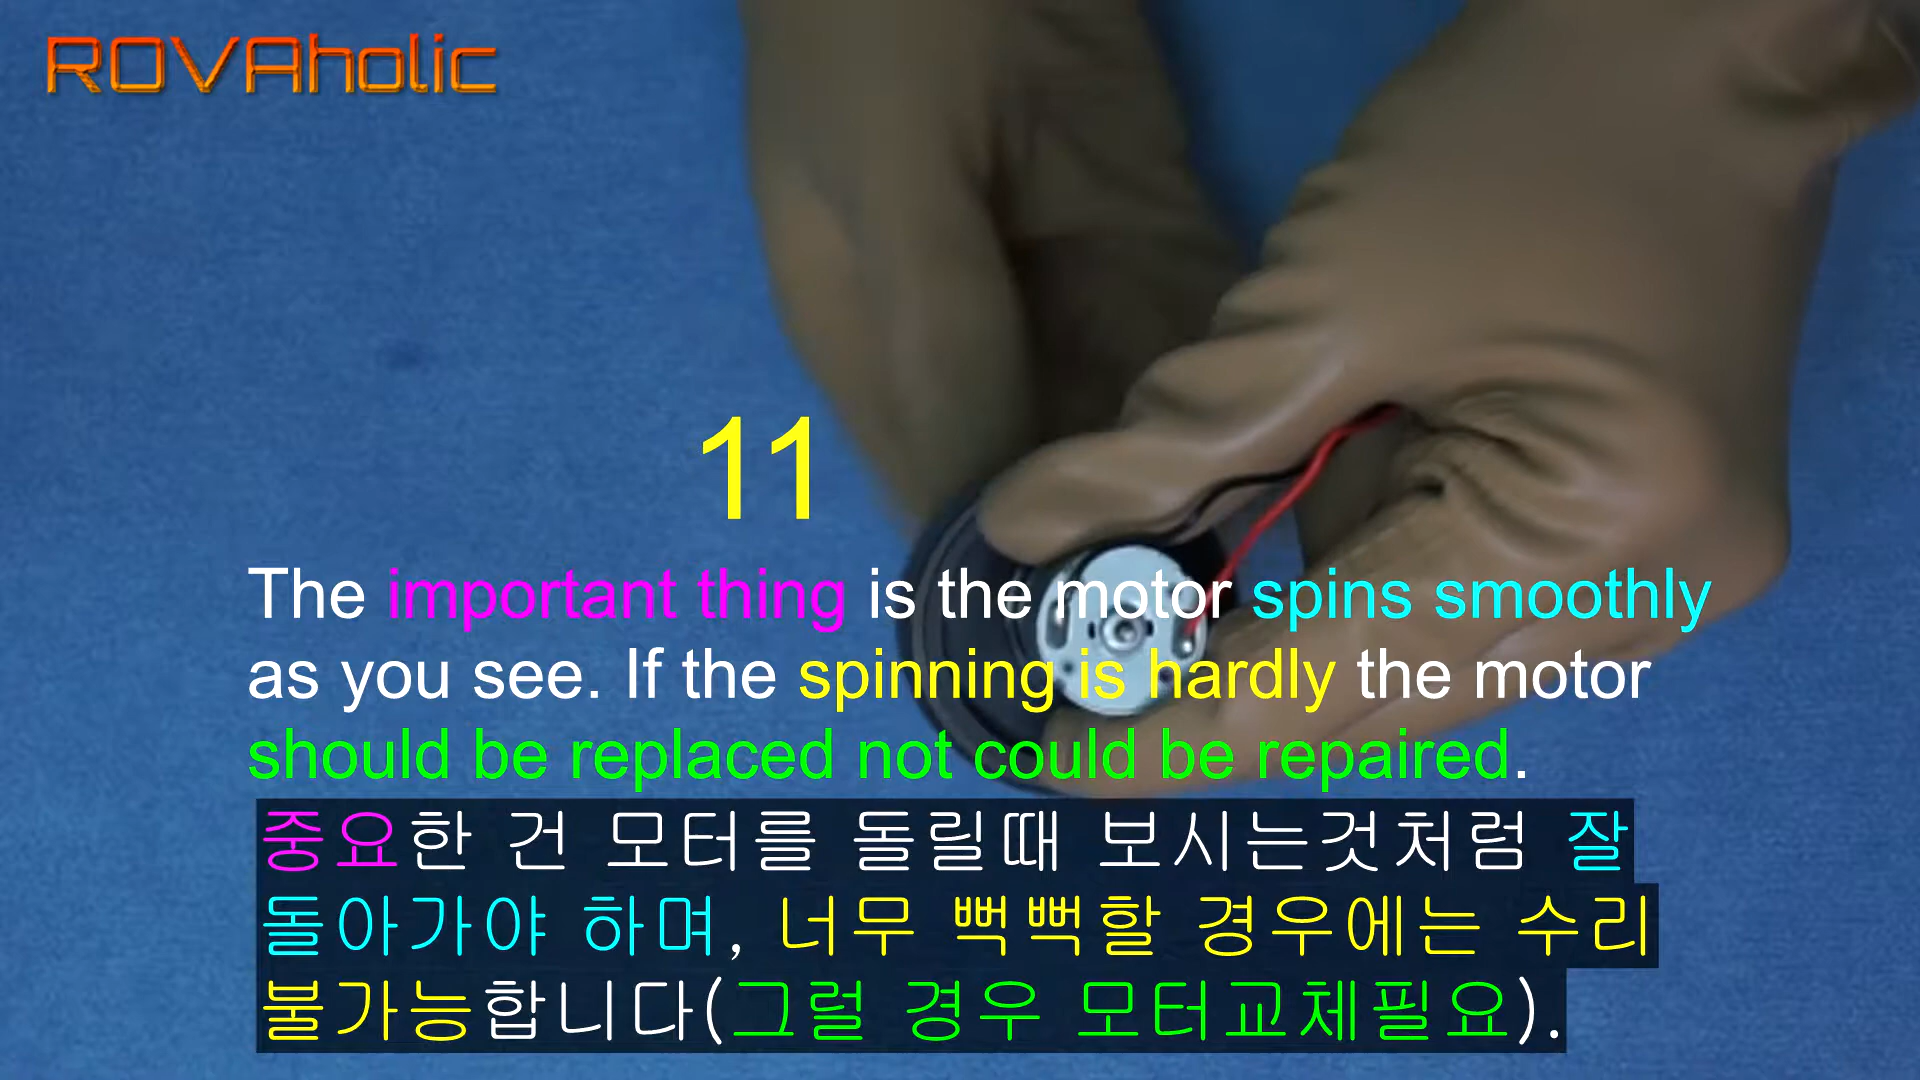 ROVAholic
11
The important thing is the motor spins smoothly
as you see. If the spinning is hardly the motor
should be replaced not could be repaired.
중요한 건 모터를 돌릴때 보시는것처럼 잘
돌아가야 하며, 너무 뻑뻑할 경우에는 수리
불가능합니다(그럴 경우 모터교체필요).